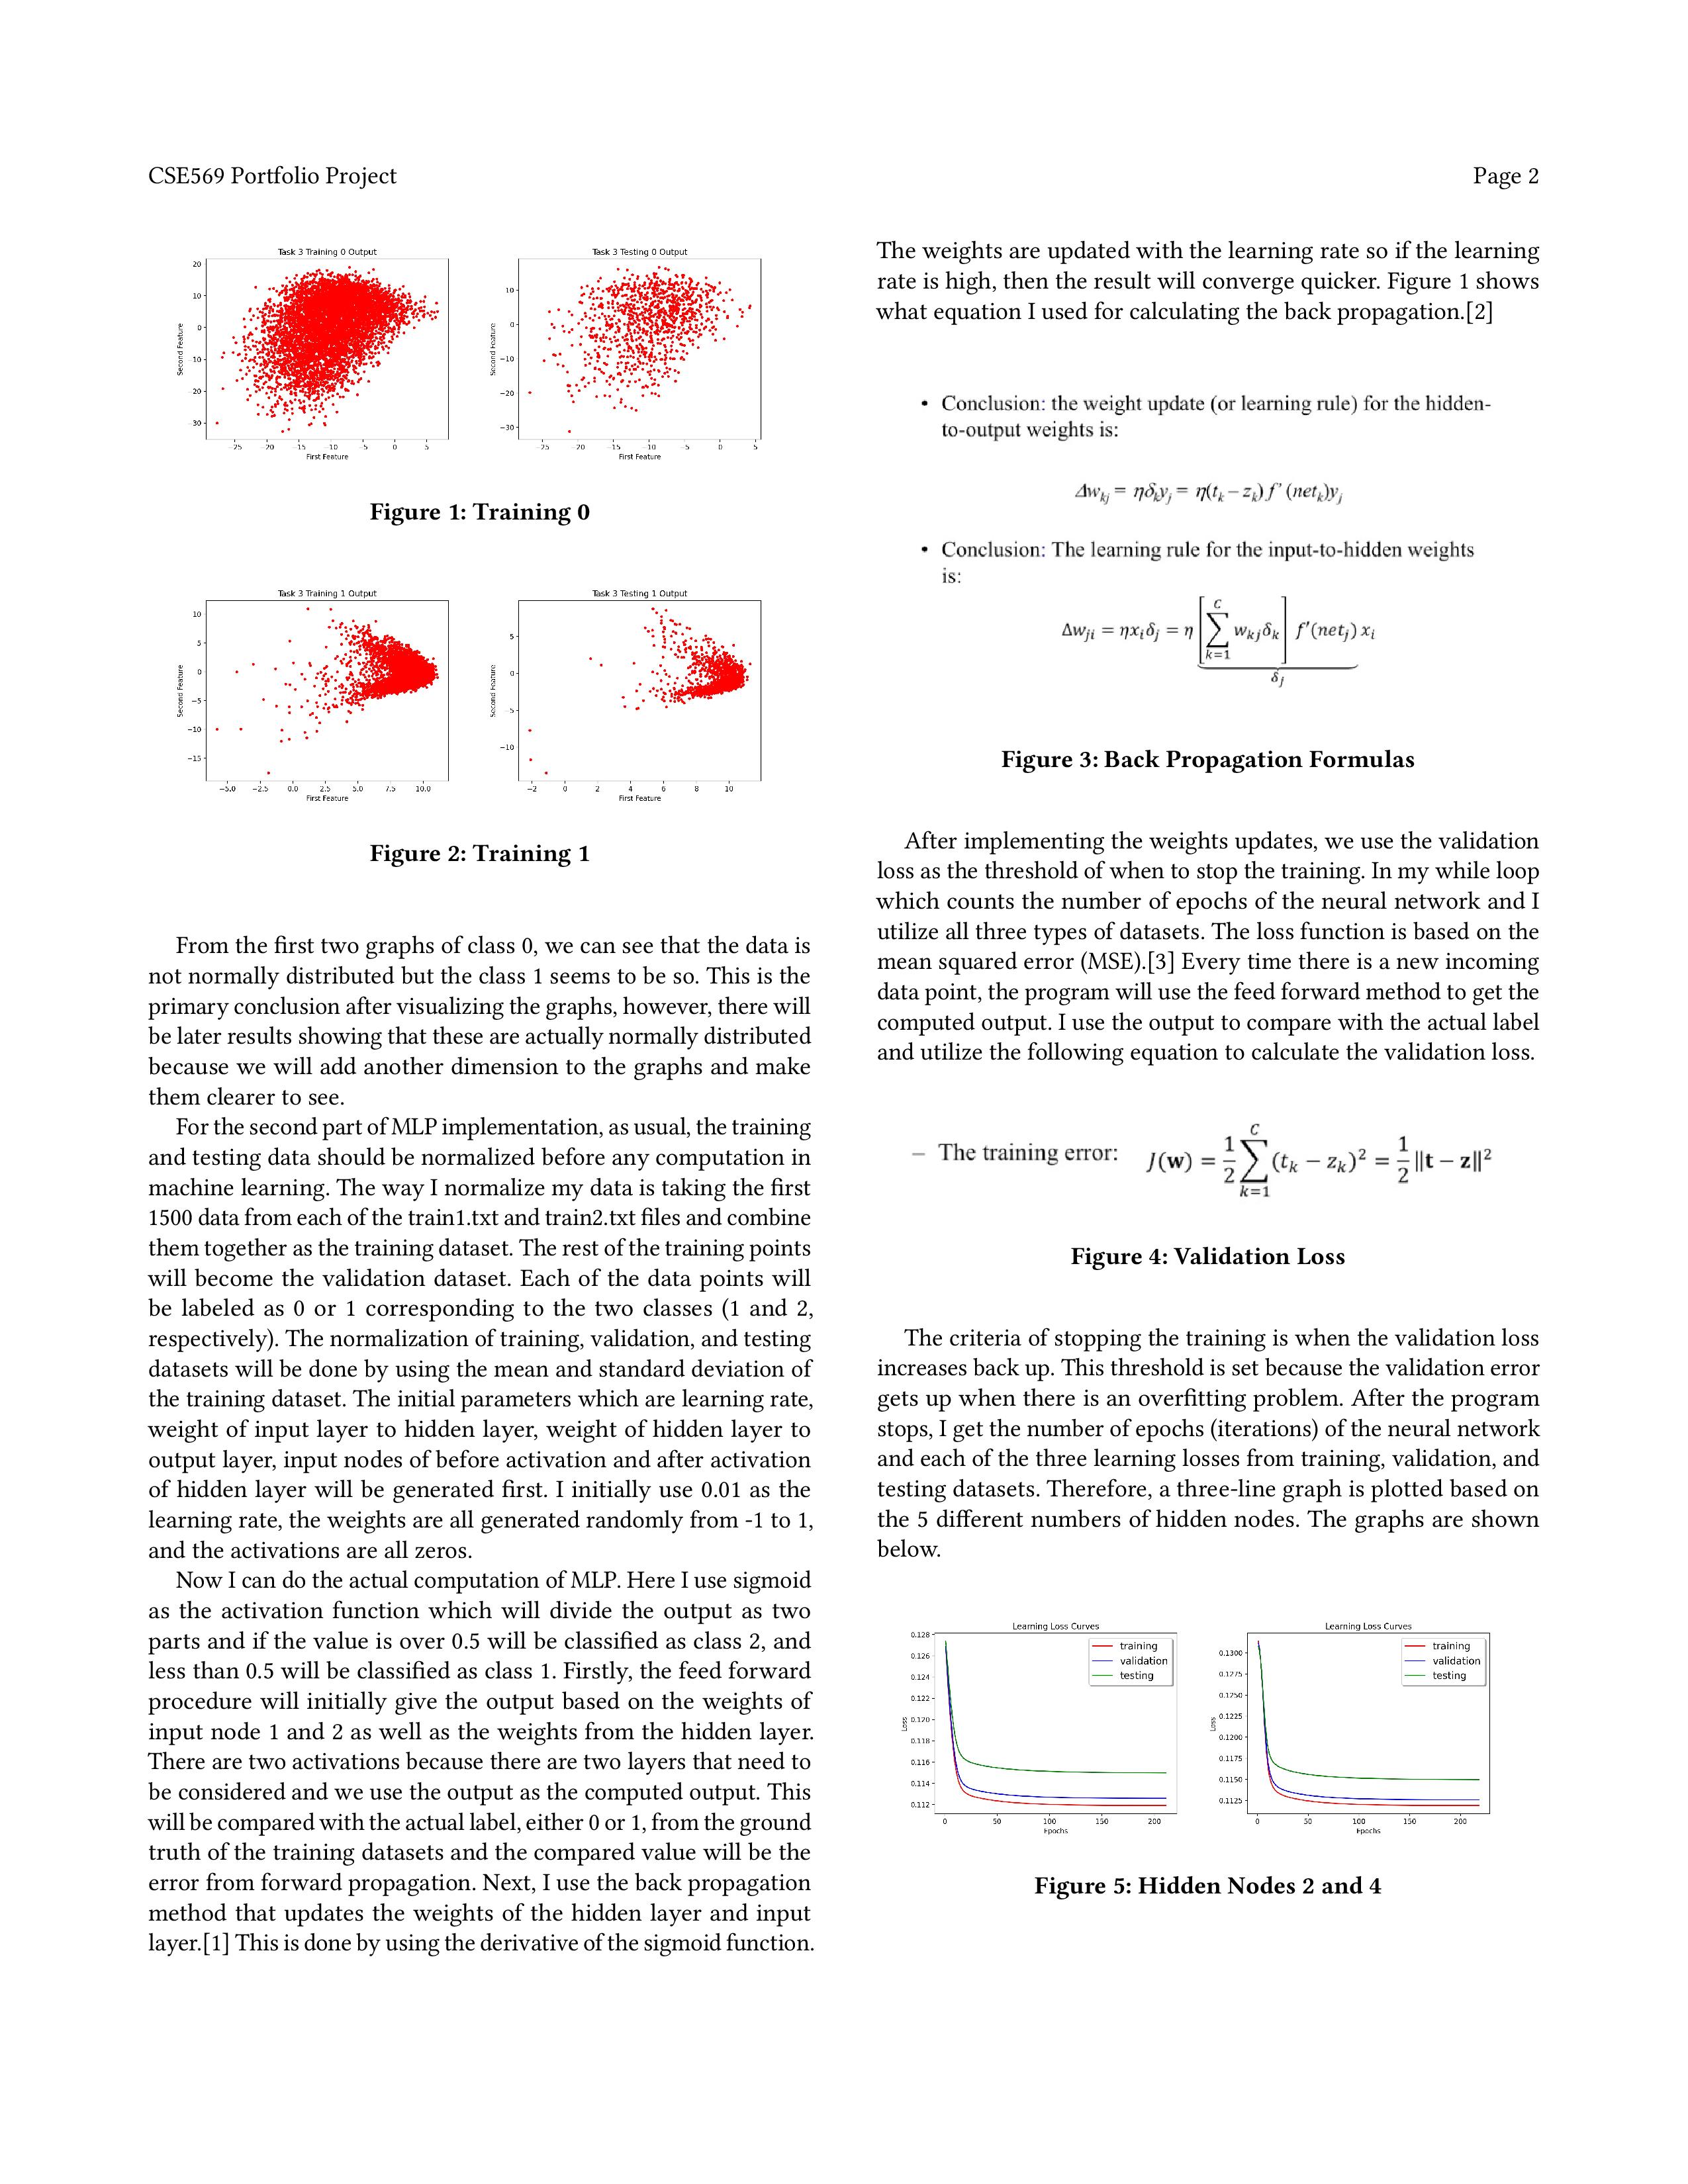 CSE569 Portfolio Project
Page 2
Task 3 Training 0 Output
20
10
0
-10
-20
-30
Second Feature
-25 -20 -15 -10 -5 0 5
First Feature
Task 3 Testing 0 Output
10
0
-10
-20
-30
Second Feature
-25 -20 -15 -10 -5 0 5
First Feature
Figure 1: Training 0
Task 3 Training 1 Output
10
5
0
-5
-10
-15
Second Feature
-5.0 -2.5 0.0 2.5 5.0 7.5 10.0
First Feature
Task 3 Testing 1 Output
5
0
-5
-10
Second Feature
-2 0 2 4 6 8 10
First Feature
Figure 2: Training 1
From the first two graphs of class 0, we can see that the data is
not normally distributed but the class 1 seems to be so. This is the
primary conclusion after visualizing the graphs, however, there will
be later results showing that these are actually normally distributed
because we will add another dimension to the graphs and make
them clearer to see.
For the second part of MLP implementation, as usual, the training
and testing data should be normalized before any computation in
machine learning. The way I normalize my data is taking the first
1500 data from each of the train1.txt and train2.txt files and combine
them together as the training dataset. The rest of the training points
will become the validation dataset. Each of the data points will
be labeled as 0 or 1 corresponding to the two classes (1 and 2,
respectively). The normalization of training, validation, and testing
datasets will be done by using the mean and standard deviation of
the training dataset. The initial parameters which are learning rate,
weight of input layer to hidden layer, weight of hidden layer to
output layer, input nodes of before activation and after activation
of hidden layer will be generated first. I initially use 0.01 as the
learning rate, the weights are all generated randomly from -1 to 1,
and the activations are all zeros.
Now I can do the actual computation of MLP. Here I use sigmoid
as the activation function which will divide the output as two
parts and if the value is over 0.5 will be classified as class 2, and
less than 0.5 will be classified as class 1. Firstly, the feed forward
procedure will initially give the output based on the weights of
input node 1 and 2 as well as the weights from the hidden layer.
There are two activations because there are two layers that need to
be considered and we use the output as the computed output. This
will be compared with the actual label, either 0 or 1, from the ground
truth of the training datasets and the compared value will be the
error from forward propagation. Next, I use the back propagation
method that updates the weights of the hidden layer and input
layer.[1] This is done by using the derivative of the sigmoid function.
The weights are updated with the learning rate so if the learning
rate is high, then the result will converge quicker. Figure 1 shows
what equation I used for calculating the back propagation.[2]
• Conclusion: the weight update (or learning rule) for the hidden-
to-output weights is:
Δw_kj = ηδ_k y_j = η(t_k – z_k) f’ (net_k)y_j
• Conclusion: The learning rule for the input-to-hidden weights
is:
Δw_ji = ηx_iδ_j = η [∑_{k=1}^{C} w_kjδ_k] f′(net_j) x_i
δ_j
Figure 3: Back Propagation Formulas
After implementing the weights updates, we use the validation
loss as the threshold of when to stop the training. In my while loop
which counts the number of epochs of the neural network and I
utilize all three types of datasets. The loss function is based on the
mean squared error (MSE).[3] Every time there is a new incoming
data point, the program will use the feed forward method to get the
computed output. I use the output to compare with the actual label
and utilize the following equation to calculate the validation loss.
– The training error: J(w) = 1/2 ∑_{k=1}^{C} (t_k − z_k)² = 1/2 ‖t − z‖²
Figure 4: Validation Loss
The criteria of stopping the training is when the validation loss
increases back up. This threshold is set because the validation error
gets up when there is an overfitting problem. After the program
stops, I get the number of epochs (iterations) of the neural network
and each of the three learning losses from training, validation, and
testing datasets. Therefore, a three-line graph is plotted based on
the 5 different numbers of hidden nodes. The graphs are shown
below.
Learning Loss Curves
training
validation
testing
0.128
0.126
0.124
0.122
0.120
0.118
0.116
0.114
0.112
Loss
0 50 100 150 200
Epochs
Learning Loss Curves
training
validation
testing
0.1300
0.1275
0.1250
0.1225
0.1200
0.1175
0.1150
0.1125
Loss
0 50 100 150 200
Epochs
Figure 5: Hidden Nodes 2 and 4